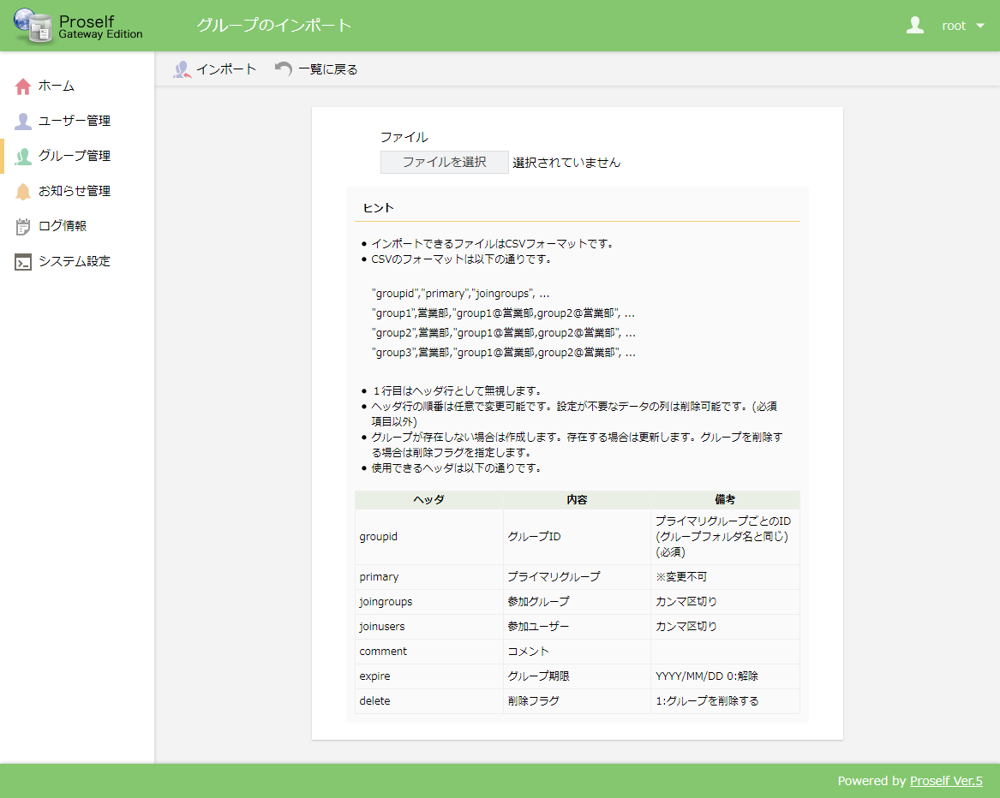 Proself
Gateway Edition
グループのインポート
root
インポート
一覧に戻る
ホーム
ユーザー管理
グループ管理
お知らせ管理
ログ情報
システム設定
ファイル
ファイルを選択 選択されていません
ヒント
● インポートできるファイルはCSVフォーマットです。
● CSVのフォーマットは以下の通りです。
"groupid","primary","joingroups", ...
"group1",営業部,"group1@営業部,group2@営業部", ...
"group2",営業部,"group1@営業部,group2@営業部", ...
"group3",営業部,"group1@営業部,group2@営業部", ...
● １行目はヘッダ行として無視します。
● ヘッダ行の順番は任意で変更可能です。設定が不要なデータの列は削除可能です。(必須
項目以外)
● グループが存在しない場合は作成します。存在する場合は更新します。グループを削除す
る場合は削除フラグを指定します。
● 使用できるヘッダは以下の通りです。
ヘッダ 内容 備考
groupid グループID プライマリグループごとのID
(グループフォルダ名と同じ)
(必須)
primary プライマリグループ ※変更不可
joingroups 参加グループ カンマ区切り
joinusers 参加ユーザー カンマ区切り
comment コメント
expire グループ期限 YYYY/MM/DD 0:解除
delete 削除フラグ 1:グループを削除する
Powered by Proself Ver.5